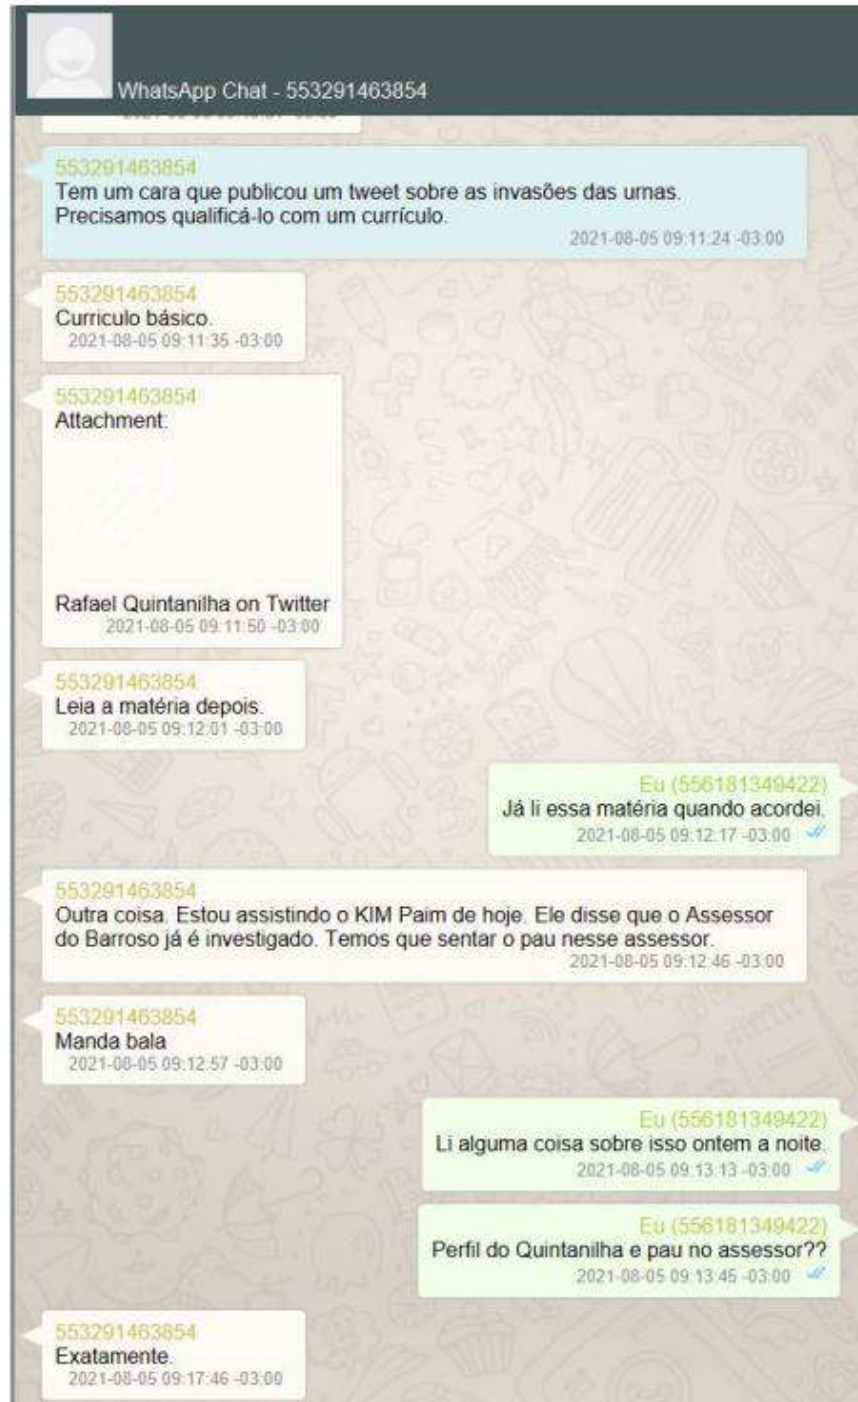 WhatsApp Chat - 553291463854
553291463854
Tem um cara que publicou um tweet sobre as invasões das urnas.
Precisamos qualificá-lo com um currículo.
2021-08-05 09:11:24 -03:00
553291463854
Curriculo básico.
2021-08-05 09:11:35 -03:00
553291463854
Attachment:
Rafael Quintanilha on Twitter
2021-08-05 09:11:50 -03:00
553291463854
Leia a matéria depois.
2021-08-05 09:12:01 -03:00
Eu (556181349422)
Já li essa matéria quando acordei.
2021-08-05 09:12:17 -03:00
553291463854
Outra coisa. Estou assistindo o KIM Paim de hoje. Ele disse que o Assessor
do Barroso já é investigado. Temos que sentar o pau nesse assessor.
2021-08-05 09:12:46 -03:00
553291463854
Manda bala
2021-08-05 09:12:57 -03:00
Eu (556181349422)
Li alguma coisa sobre isso ontem a noite.
2021-08-05 09:13:13 -03:00
Eu (556181349422)
Perfil do Quintanilha e pau no assessor??
2021-08-05 09:13:45 -03:00
553291463854
Exatamente.
2021-08-05 09:17:46 -03:00